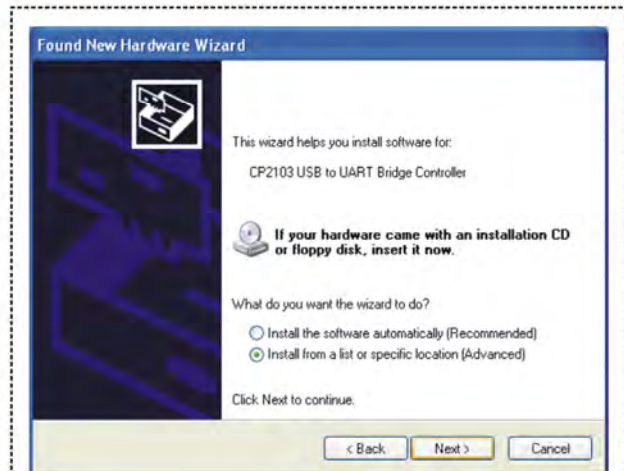 Found New Hardware Wizard
This wizard helps you install software for:
CP2103 USB to UART Bridge Controller
If your hardware came with an installation CD
or floppy disk, insert it now.
What do you want the wizard to do?
Install the software automatically (Recommended)
Install from a list or specific location (Advanced)
Click Next to continue.
< Back Next > Cancel